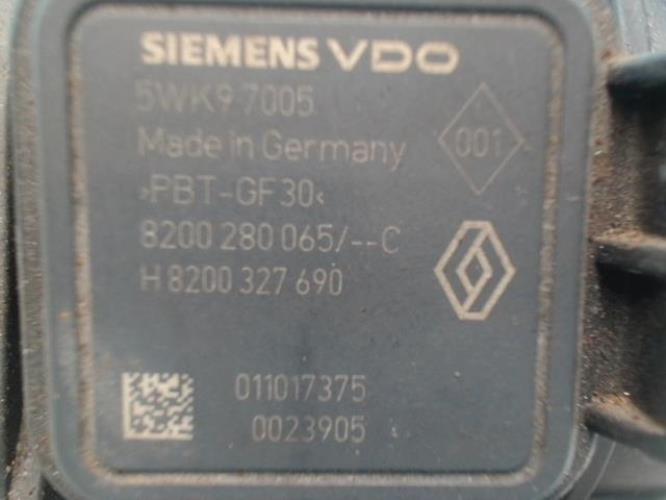 SIEMENS VDO
5WK9 7005
Made in Germany
001
>PBT-GF30<
8200 280 065/--C
H 8200 327 690
011017375
0023905